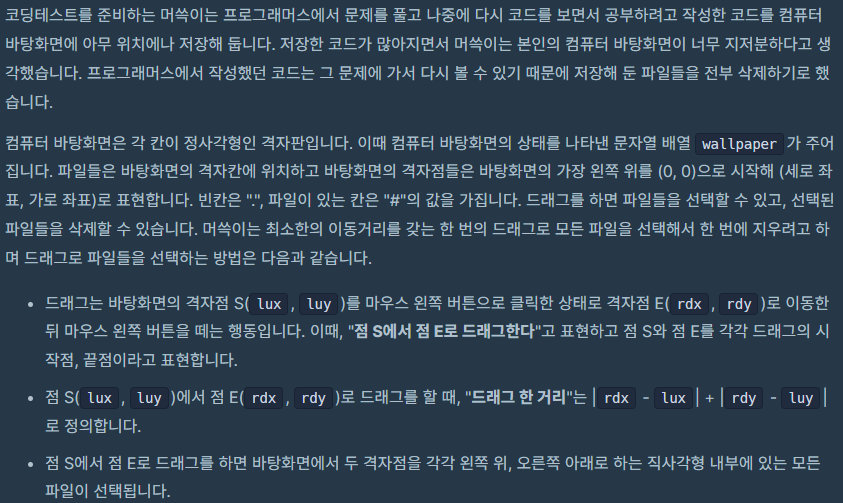 코딩테스트를 준비하는 머쓱이는 프로그래머스에서 문제를 풀고 나중에 다시 코드를 보면서 공부하려고 작성한 코드를 컴퓨터
바탕화면에 아무 위치에나 저장해 둡니다. 저장한 코드가 많아지면서 머쓱이는 본인의 컴퓨터 바탕화면이 너무 지저분하다고 생
각했습니다. 프로그래머스에서 작성했던 코드는 그 문제에 가서 다시 볼 수 있기 때문에 저장해 둔 파일들을 전부 삭제하기로 했
습니다.
컴퓨터 바탕화면은 각 칸이 정사각형인 격자판입니다. 이때 컴퓨터 바탕화면의 상태를 나타낸 문자열 배열 wallpaper 가 주어
집니다. 파일들은 바탕화면의 격자칸에 위치하고 바탕화면의 격자점들은 바탕화면의 가장 왼쪽 위를 (0, 0)으로 시작해 (세로 좌
표, 가로 좌표)로 표현합니다. 빈칸은 ".", 파일이 있는 칸은 "#"의 값을 가집니다. 드래그를 하면 파일들을 선택할 수 있고, 선택된
파일들을 삭제할 수 있습니다. 머쓱이는 최소한의 이동거리를 갖는 한 번의 드래그로 모든 파일을 선택해서 한 번에 지우려고 하
며 드래그로 파일들을 선택하는 방법은 다음과 같습니다.
• 드래그는 바탕화면의 격자점 S( lux , luy )를 마우스 왼쪽 버튼으로 클릭한 상태로 격자점 E( rdx , rdy )로 이동한
뒤 마우스 왼쪽 버튼을 떼는 행동입니다. 이때, "점 S에서 점 E로 드래그한다"고 표현하고 점 S와 점 E를 각각 드래그의 시
작점, 끝점이라고 표현합니다.
• 점 S( lux , luy )에서 점 E( rdx , rdy )로 드래그를 할 때, "드래그 한 거리"는 | rdx - lux | + | rdy - luy |
로 정의합니다.
• 점 S에서 점 E로 드래그를 하면 바탕화면에서 두 격자점을 각각 왼쪽 위, 오른쪽 아래로 하는 직사각형 내부에 있는 모든
파일이 선택됩니다.